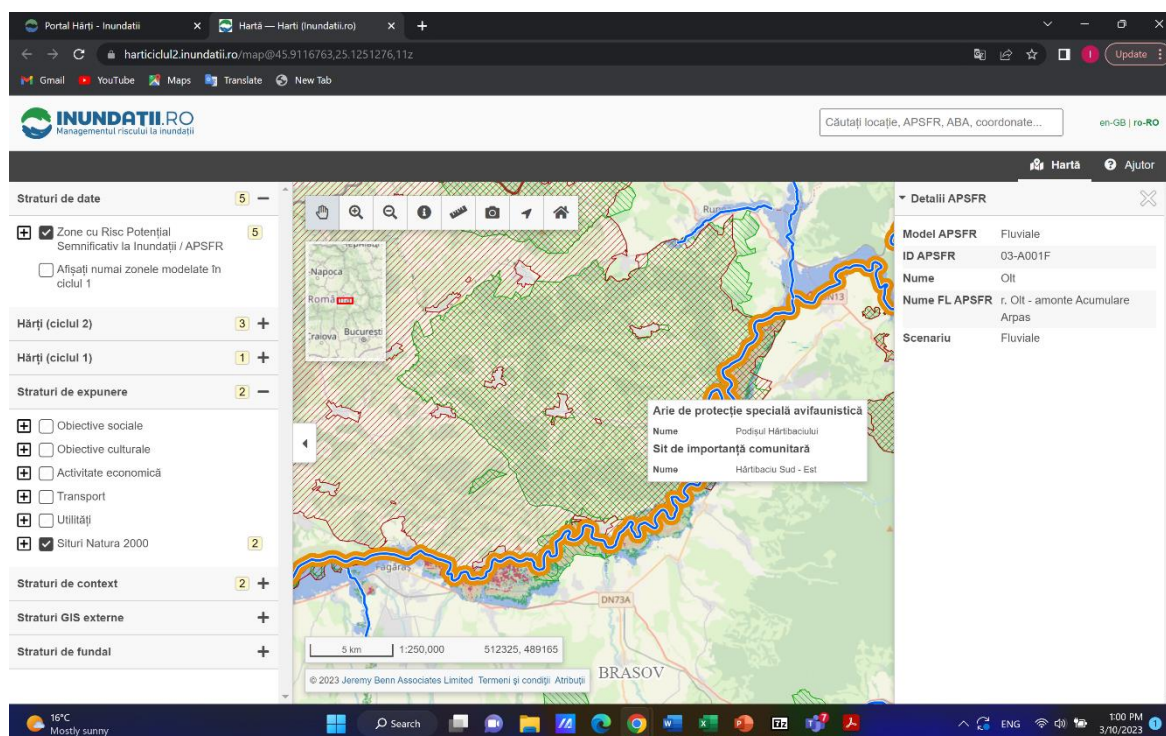 Portal Hărți - Inundatii
Hartă — Harti (Inundatii.ro)
harticiclul2.inundatii.ro/map@45.9116763,25.1251276,11z
Update
Gmail YouTube Maps Translate New Tab
INUNDATII.RO
Managementul riscului la inundații
Căutați locație, APSFR, ABA, coordonate...
en-GB | ro-RO
Hartă Ajutor
Straturi de date 5
Zone cu Risc Potențial
Semnificativ la Inundații / APSFR
5
Afișați numai zonele modelate în
ciclul 1
Hărți (ciclul 2) 3
Hărți (ciclul 1) 1
Straturi de expunere 2
Obiective sociale
Obiective culturale
Activitate economică
Transport
Utilități
Situri Natura 2000 2
Straturi de context 2
Straturi GIS externe
Straturi de fundal
-Napoca
Româ
București
Craiova
DN13
Arie de protecție specială avifaunistică
Nume Podișul Hârtibaciului
Sit de importanță comunitară
Nume Hârtibaciu Sud - Est
Făgăraș
DN73A
BRASOV
5 km 1:250,000 512325, 489165
© 2023 Jeremy Benn Associates Limited Termeni și condiții Atribuții
Detalii APSFR
Model APSFR Fluviale
ID APSFR 03-A001F
Nume Olt
Nume FL APSFR r. Olt - amonte Acumulare
Arpas
Scenariu Fluviale
16°C
Mostly sunny
Search
ENG
1:00 PM
3/10/2023